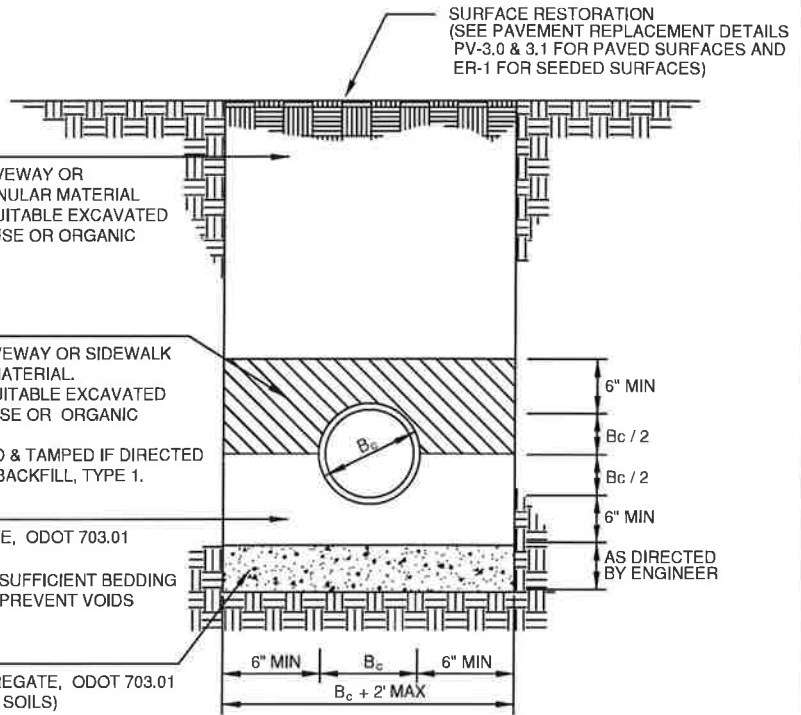 SURFACE RESTORATION
(SEE PAVEMENT REPLACEMENT DETAILS
PV-3.0 & 3.1 FOR PAVED SURFACES AND
ER-1 FOR SEEDED SURFACES)
VEWAY OR
NULAR MATERIAL
UITABLE EXCAVATED
USE OR ORGANIC
VEWAY OR SIDEWALK
MATERIAL.
UITABLE EXCAVATED
SE OR ORGANIC
D & TAMPED IF DIRECTED
BACKFILL, TYPE 1.
E, ODOT 703.01
SUFFICIENT BEDDING
PREVENT VOIDS
REGATE, ODOT 703.01
SOILS)
Bc
6" MIN
Bc / 2
Bc / 2
6" MIN
AS DIRECTED
BY ENGINEER
6" MIN
Bc
6" MIN
Bc + 2' MAX